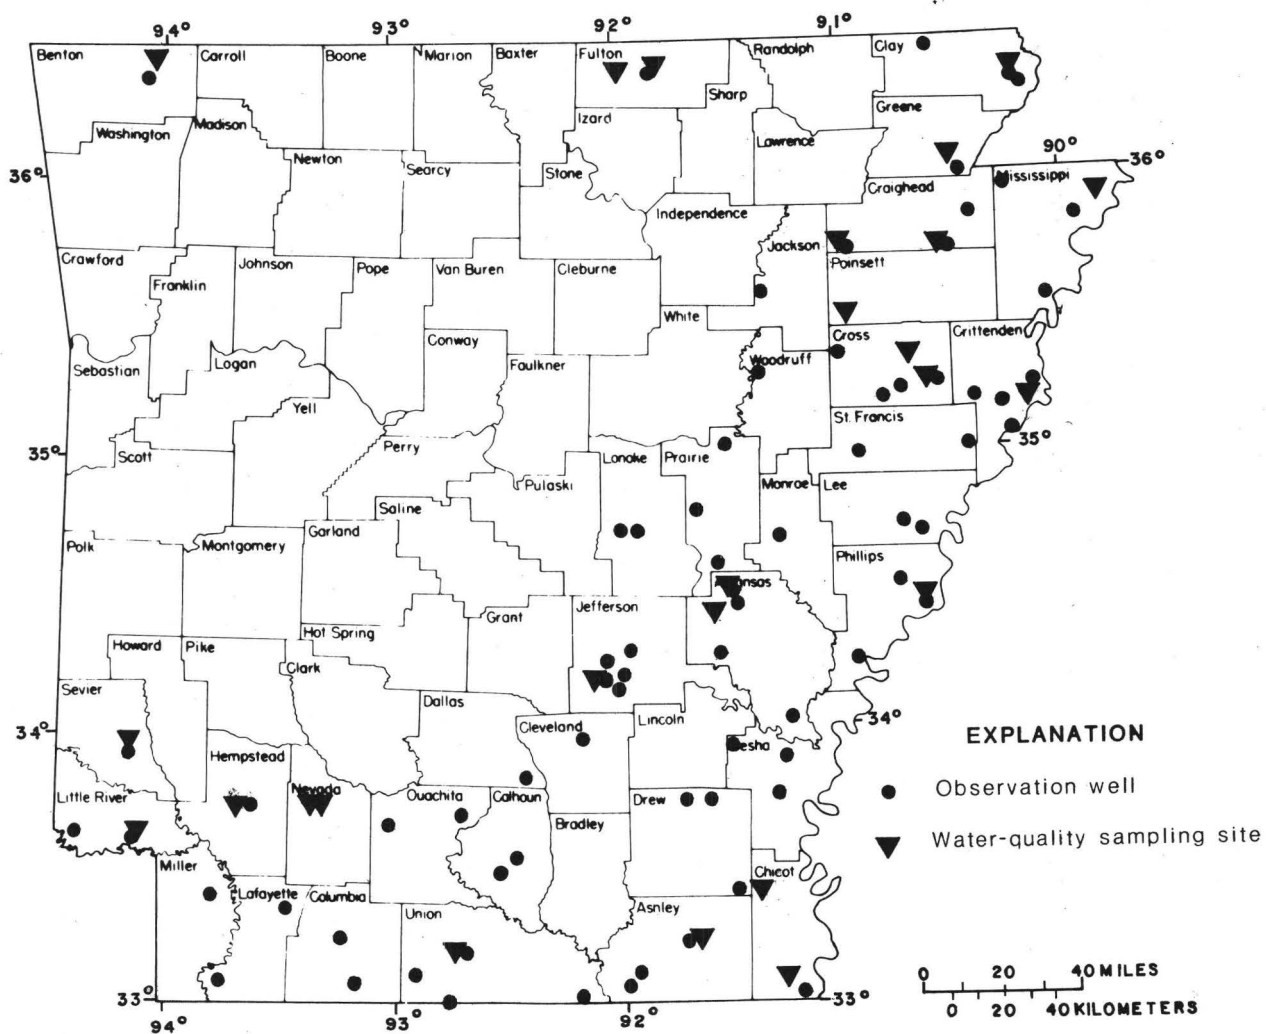 94° 93° 92° 91°
Benton Carroll Boone Marion Baxter Fulton Randolph Clay
Sharp
Greene
Washington Madison Izard
Lawrence
90°
36°
Newton
36° Searcy Stone Mississippi
Craighead
Independence
Jackson
Crawford Johnson Pope Van Buren Cleburne Poinsett
Franklin
White
Conway Cross Crittenden
Sebastian Logan Faulkner Woodruff
Yell
St. Francis
35°
35° Scott Perry Lonoke Prairie
Pulaski Monroe Lee
Saline
Garland
Polk Montgomery Phillips
Arkansas
Grant Jefferson
Hot Spring
Howard Pike
Clark
Sevier
Dallas
Lincoln
34° Cleveland 34°
Hempstead Desha
EXPLANATION
Little River Nevada Ouachita Calhoun Drew
Observation well
Bradley
Water-quality sampling site
Miller
Chicot
Lafayette Columbia
Union Ashley
0 20 40 MILES
33° 33°
0 20 40 KILOMETERS
94° 93° 92°